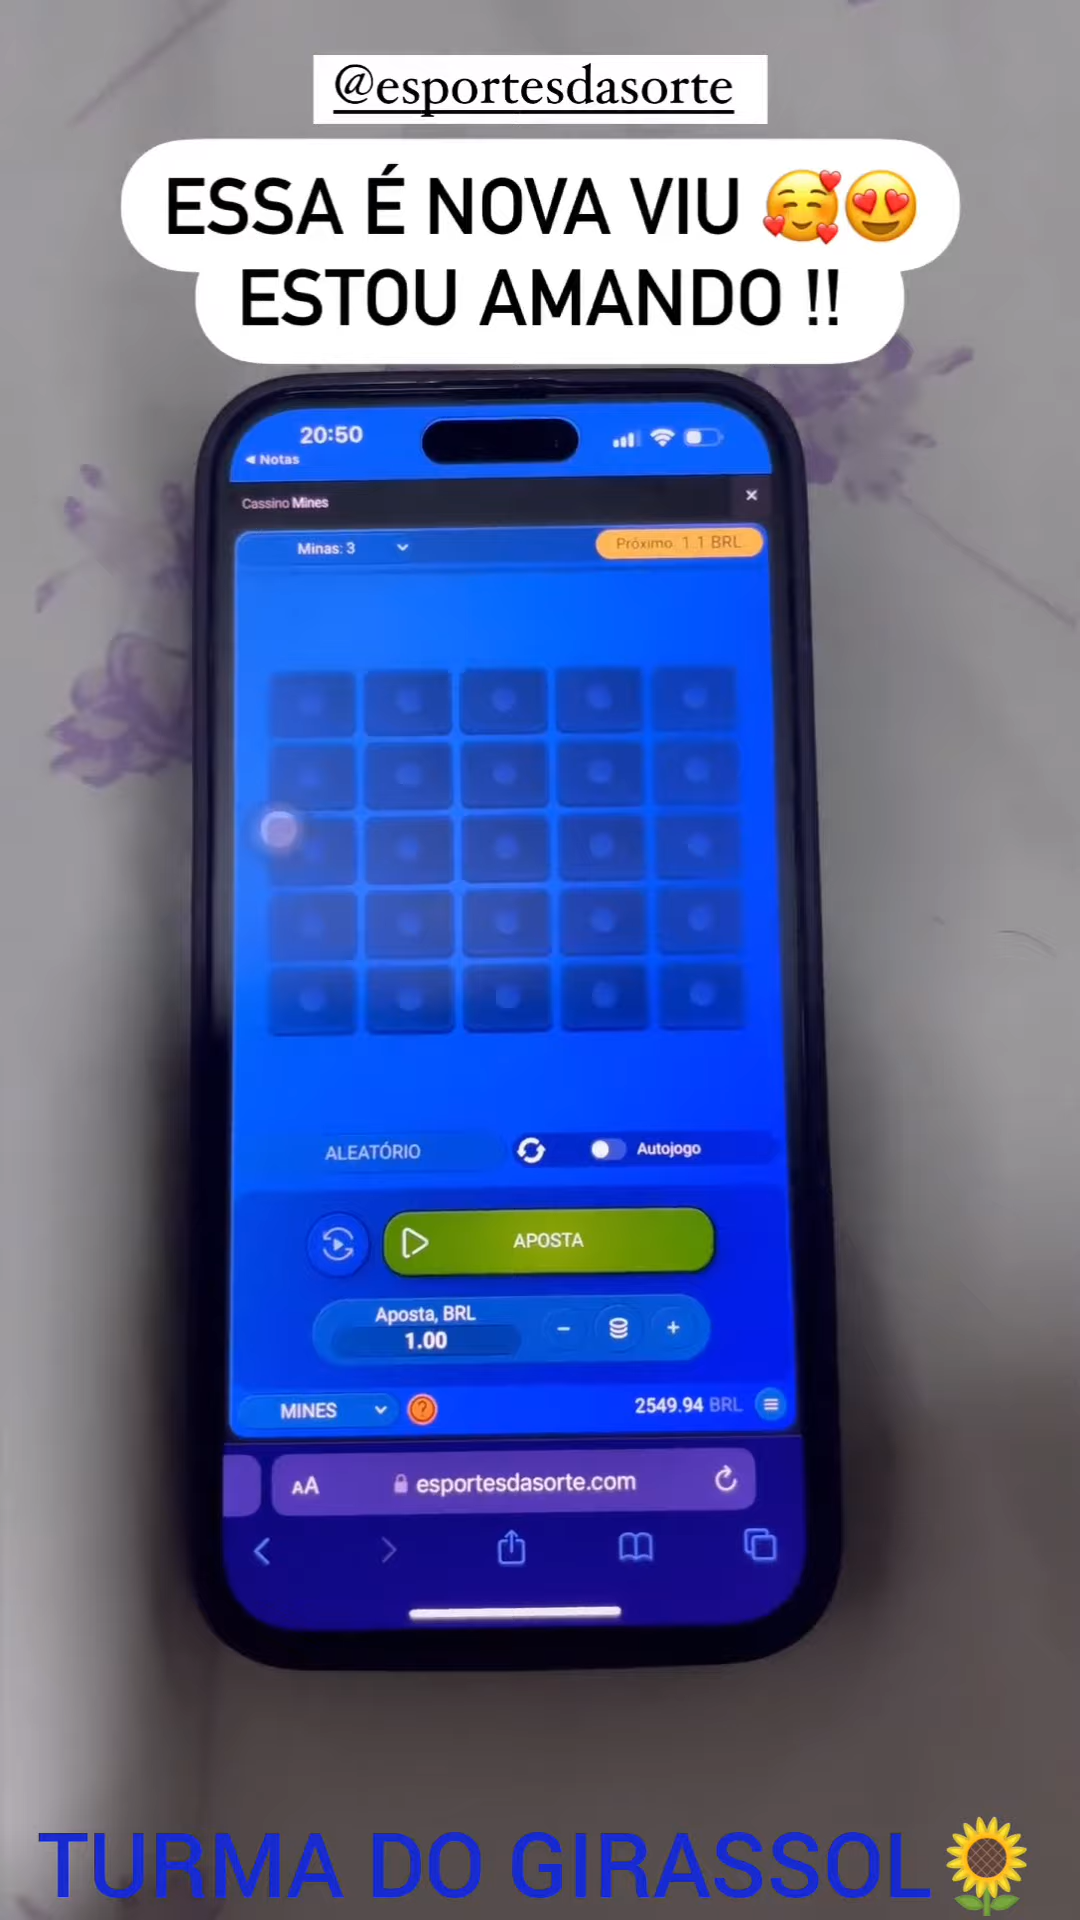 @esportesdasorte
ESSA É NOVA VIU 🥰😍
ESTOU AMANDO !!
20:50
◀ Notas
Cassino Mines
×
Minas: 3
Próximo: 1.1 BRL
ALEATÓRIO
Autojogo
APOSTA
Aposta, BRL
1.00
− +
MINES
?
2549.94 BRL
AA
esportesdasorte.com
TURMA DO GIRASSOL🌻